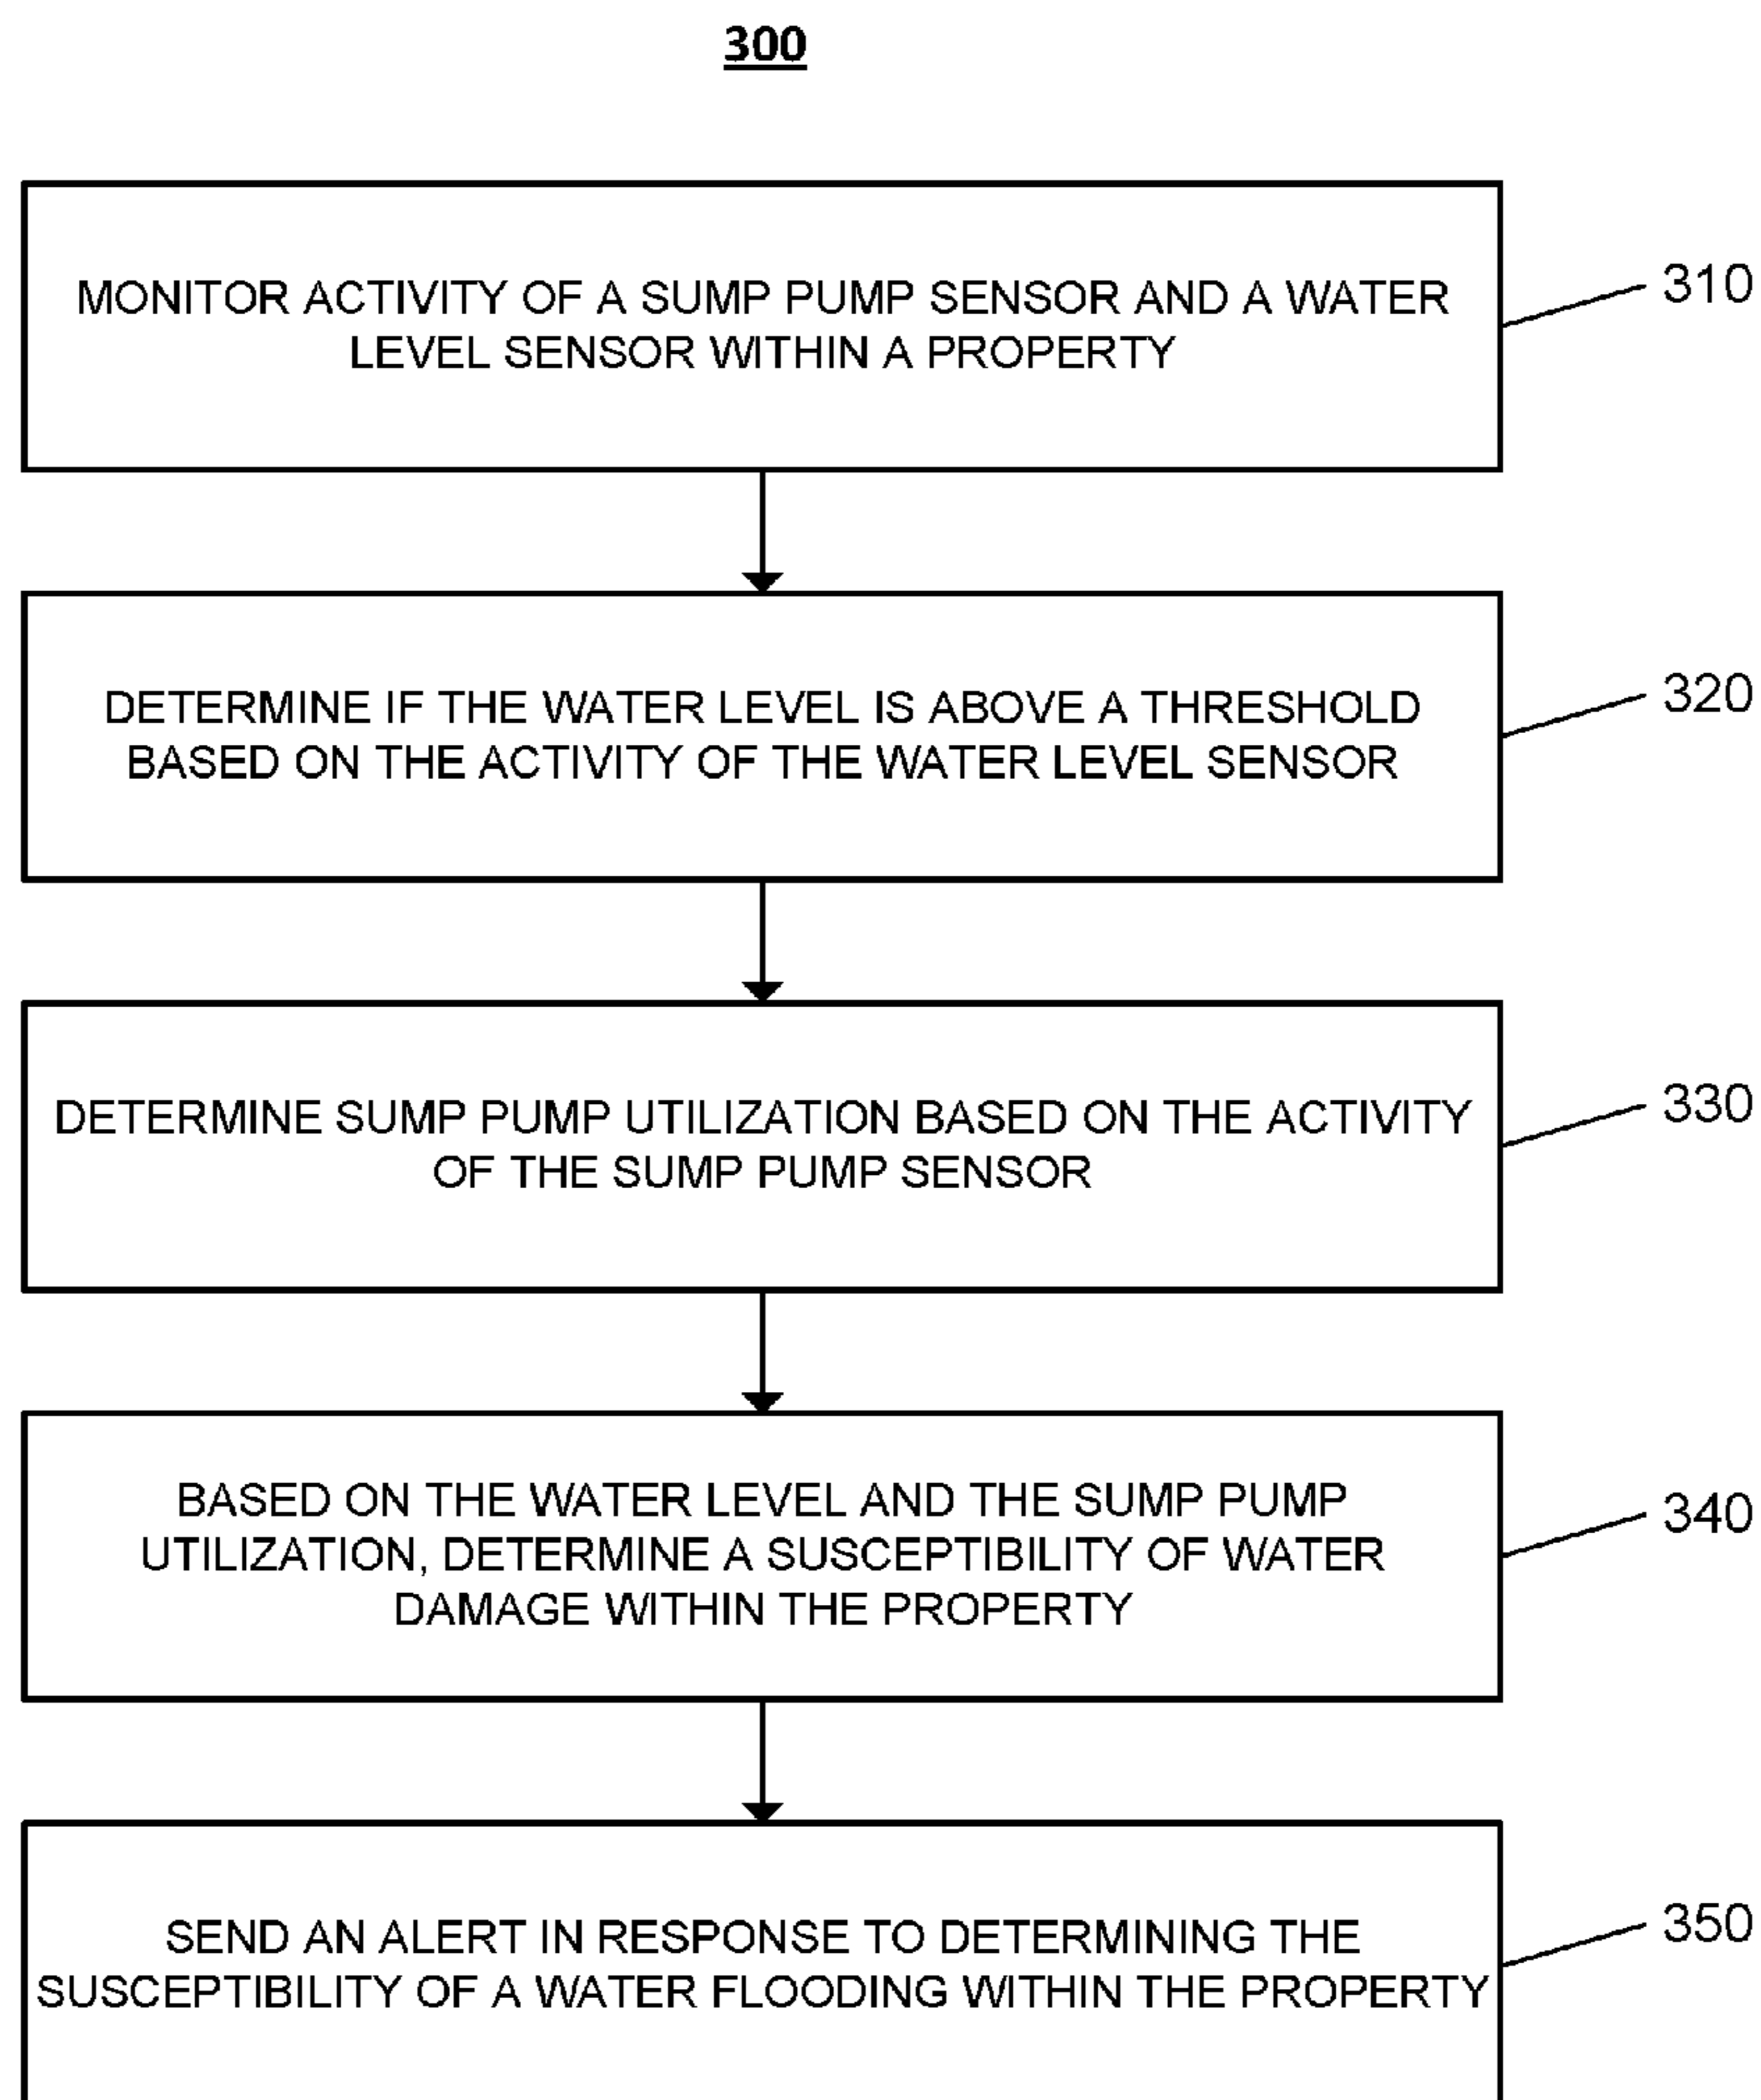 300
MONITOR ACTIVITY OF A SUMP PUMP SENSOR AND A WATER
LEVEL SENSOR WITHIN A PROPERTY
310
DETERMINE IF THE WATER LEVEL IS ABOVE A THRESHOLD
BASED ON THE ACTIVITY OF THE WATER LEVEL SENSOR
320
DETERMINE SUMP PUMP UTILIZATION BASED ON THE ACTIVITY
OF THE SUMP PUMP SENSOR
330
BASED ON THE WATER LEVEL AND THE SUMP PUMP
UTILIZATION, DETERMINE A SUSCEPTIBILITY OF WATER
DAMAGE WITHIN THE PROPERTY
340
SEND AN ALERT IN RESPONSE TO DETERMINING THE
SUSCEPTIBILITY OF A WATER FLOODING WITHIN THE PROPERTY
350